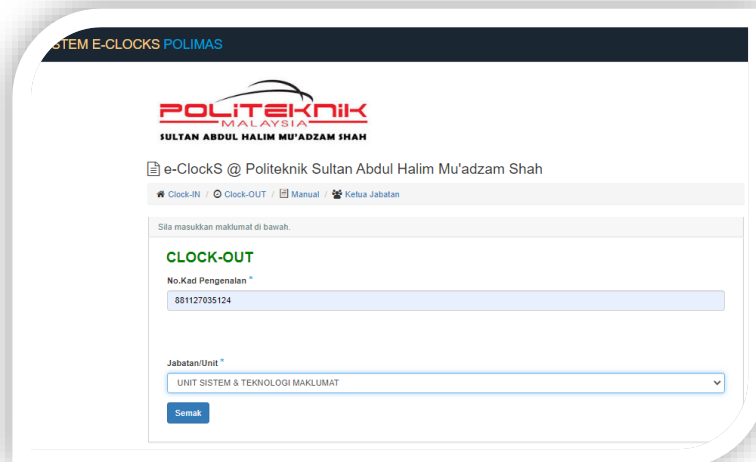 STEM E-CLOCKS POLIMAS
POLiTEKNiK
MALAYSIA
SULTAN ABDUL HALIM MU'ADZAM SHAH
e-ClockS @ Politeknik Sultan Abdul Halim Mu'adzam Shah
Clock-IN / Clock-OUT / Manual / Ketua Jabatan
Sila masukkan maklumat di bawah.
CLOCK-OUT
No.Kad Pengenalan *
881127035124
Jabatan/Unit *
UNIT SISTEM & TEKNOLOGI MAKLUMAT
Semak